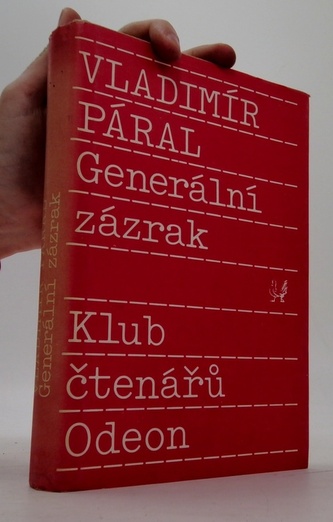 VLADIMÍR
PÁRAL
Generální
zázrak
Klub
čtenářů
Odeon
Generální zázrak